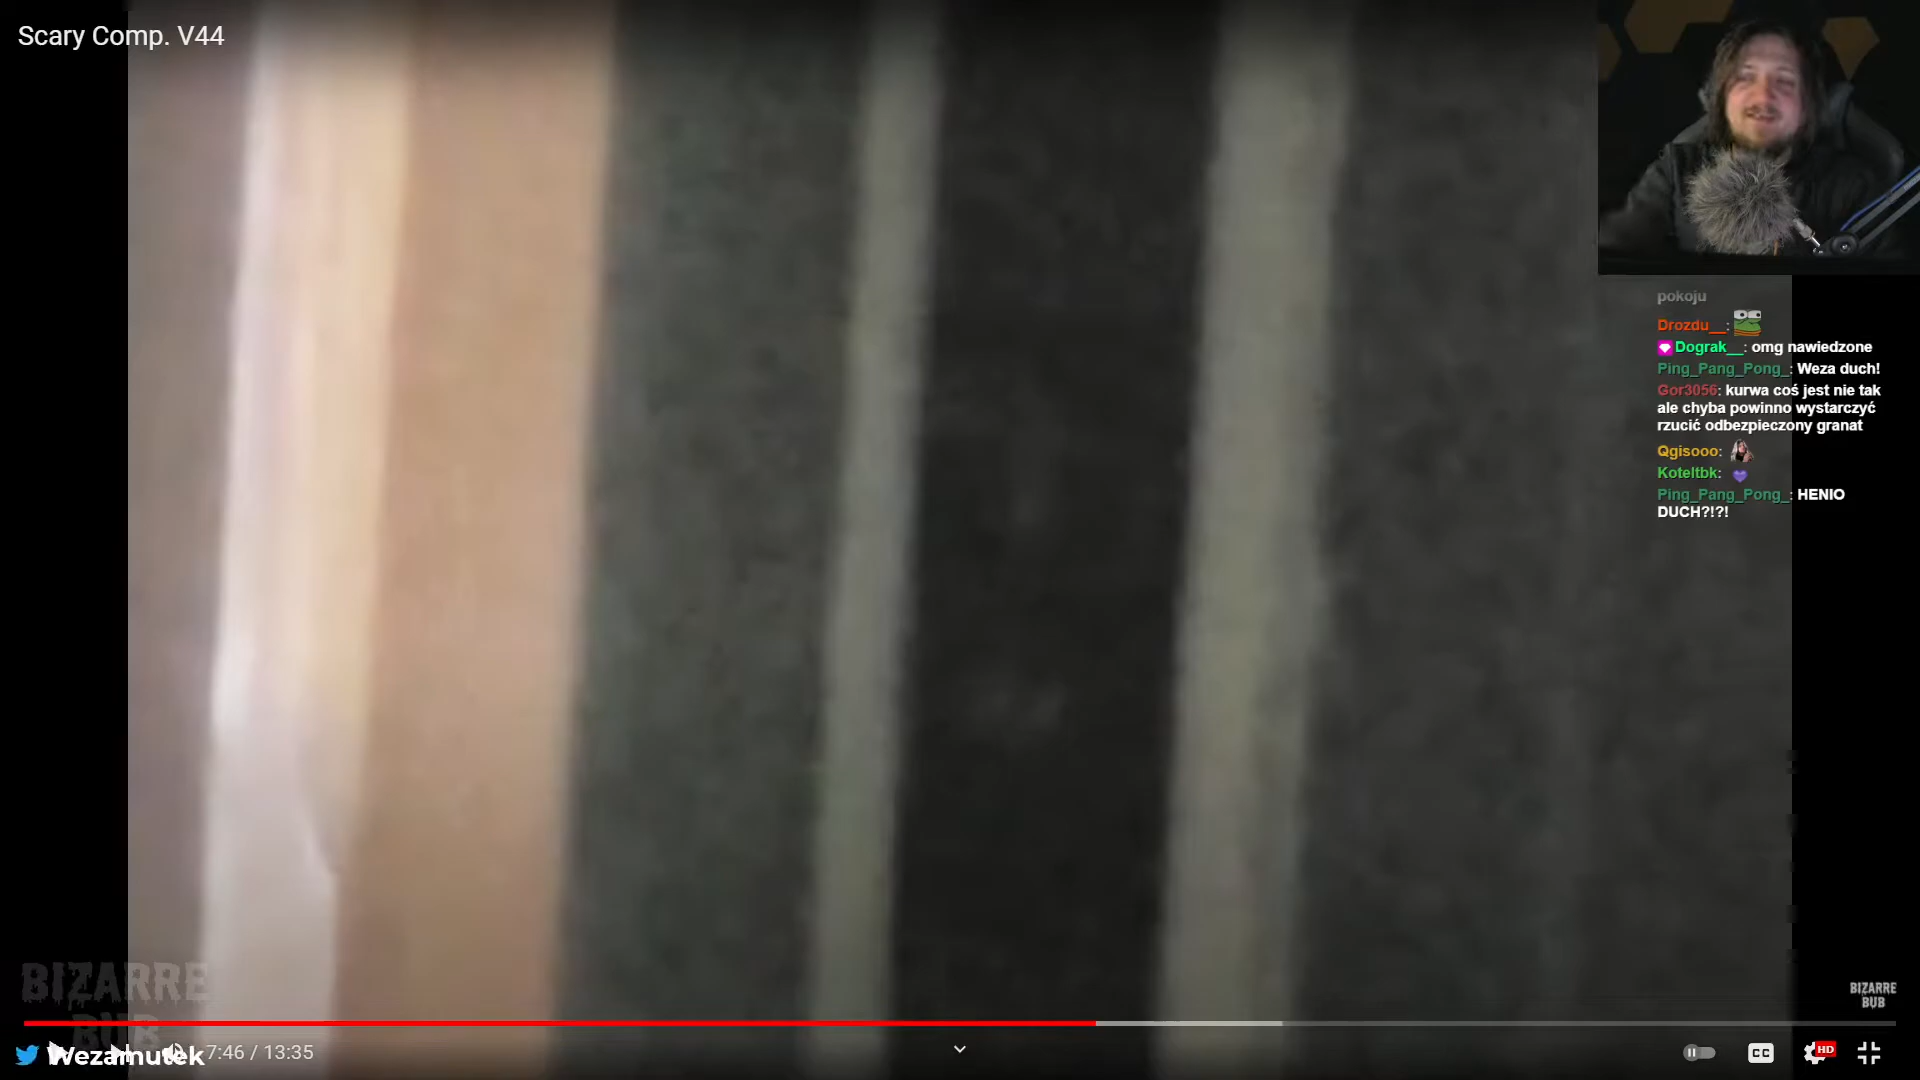 Scary Comp. V44
pokoju
Drozdu__:
Dograk__: omg nawiedzone
Ping_Pang_Pong_: Weza duch!
Gor3056: kurwa coś jest nie tak
ale chyba powinno wystarczyć
rzucić odbezpieczony granat
Qgisooo:
Koteltbk:
Ping_Pang_Pong_: HENIO
DUCH?!?!
BIZARRE
BUB
BIZARRE
BUB
Wezamutek
7:46 / 13:35
CC
HD